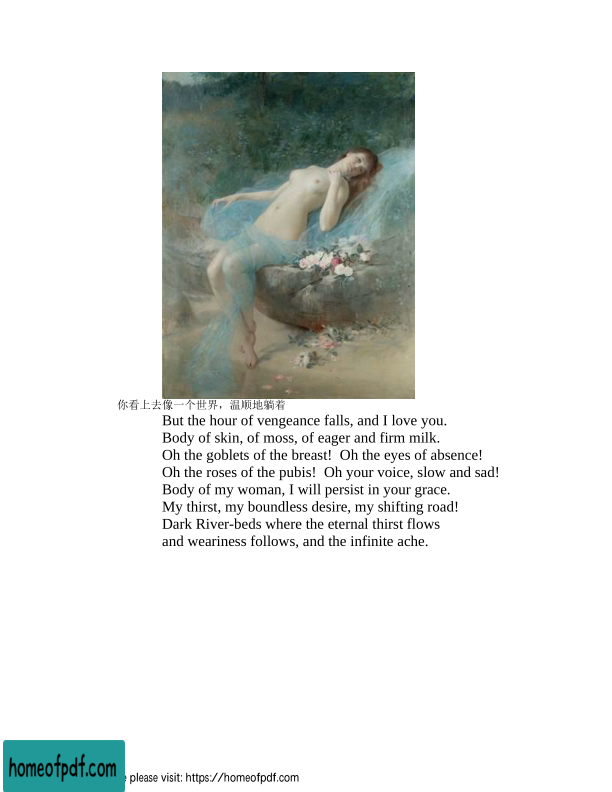 你看上去像一个世界，温顺地躺着
But the hour of vengeance falls, and I love you.
Body of skin, of moss, of eager and firm milk.
Oh the goblets of the breast!  Oh the eyes of absence!
Oh the roses of the pubis!  Oh your voice, slow and sad!
Body of my woman, I will persist in your grace.
My thirst, my boundless desire, my shifting road!
Dark River-beds where the eternal thirst flows
and weariness follows, and the infinite ache.
homeofpdf.com
please visit: https://homeofpdf.com